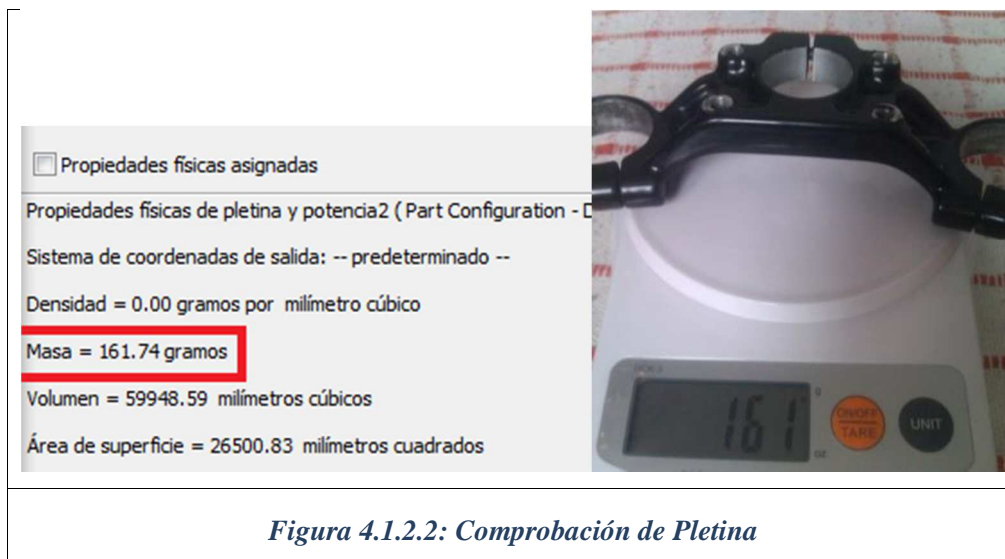 Propiedades físicas asignadas
Propiedades físicas de pletina y potencia2 ( Part Configuration -
Sistema de coordenadas de salida: -- predeterminado --
Densidad = 0.00 gramos por milímetro cúbico
Masa = 161.74 gramos
Volumen = 59948.59 milímetros cúbicos
Área de superficie = 26500.83 milímetros cuadrados
161
g
oz
ON/OFF
TARE
UNIT
Figura 4.1.2.2: Comprobación de Pletina